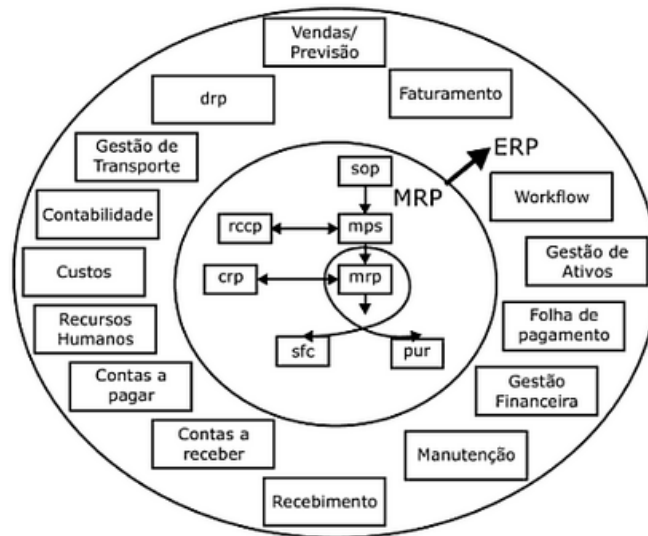 Vendas/
Previsão
drp
Faturamento
Gestão de
Transporte
ERP
sop
MRP
Workflow
Contabilidade
rccp
mps
Gestão de
Ativos
Custos
crp
mrp
Recursos
Humanos
Folha de
pagamento
sfc
pur
Contas a
pagar
Gestão
Financeira
Contas a
receber
Manutenção
Recebimento